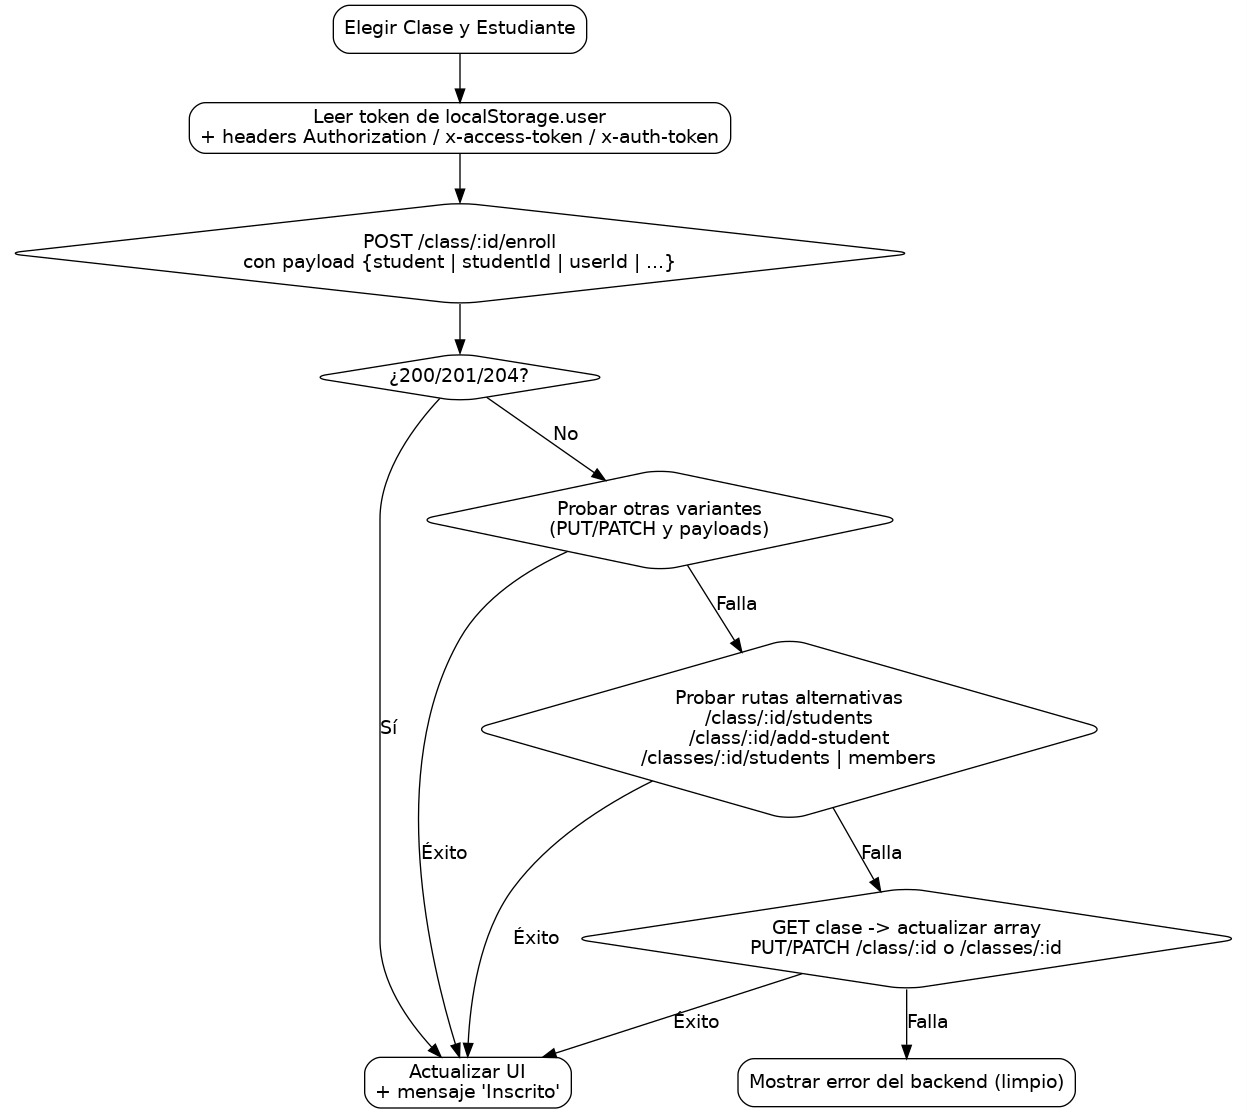 Elegir Clase y Estudiante
Leer token de localStorage.user
+ headers Authorization / x-access-token / x-auth-token
POST /class/:id/enroll
con payload {student | studentId | userId | ...}
¿200/201/204?
No
Probar otras variantes
(PUT/PATCH y payloads)
Falla
Probar rutas alternativas
/class/:id/students
/class/:id/add-student
/classes/:id/students | members
Sí
Éxito
Falla
GET clase -> actualizar array
PUT/PATCH /class/:id o /classes/:id
Éxito
Éxito
Falla
Actualizar UI
+ mensaje 'Inscrito'
Mostrar error del backend (limpio)